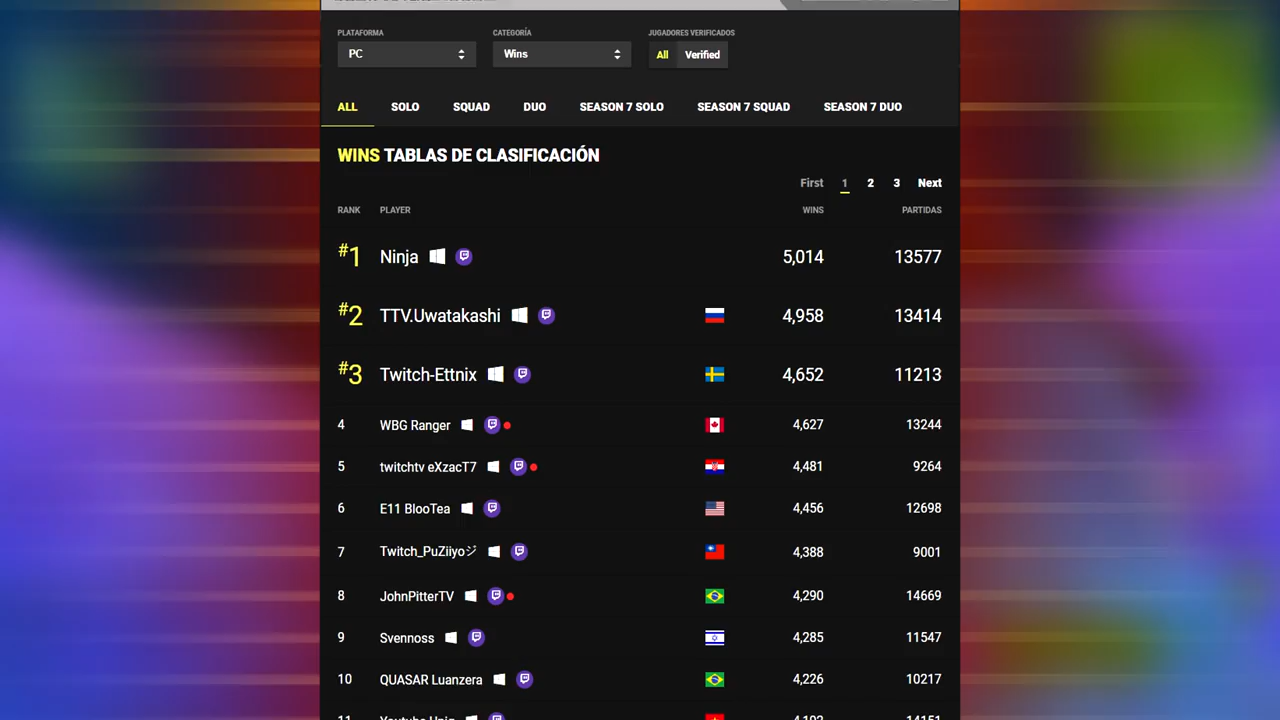 PLATAFORMA CATEGORÍA JUGADORES VERIFICADOS
PC Wins All Verified
ALL SOLO SQUAD DUO SEASON 7 SOLO SEASON 7 SQUAD SEASON 7 DUO
WINS TABLAS DE CLASIFICACIÓN
First 1 2 3 Next
RANK PLAYER WINS PARTIDAS
#1 Ninja 5,014 13577
#2 TTV.Uwatakashi 4,958 13414
#3 Twitch-Ettnix 4,652 11213
4 WBG Ranger 4,627 13244
5 twitchtv eXzacT7 4,481 9264
6 E11 BlooTea 4,456 12698
7 Twitch_PuZiiyoジ 4,388 9001
8 JohnPitterTV 4,290 14669
9 Svennoss 4,285 11547
10 QUASAR Luanzera 4,226 10217